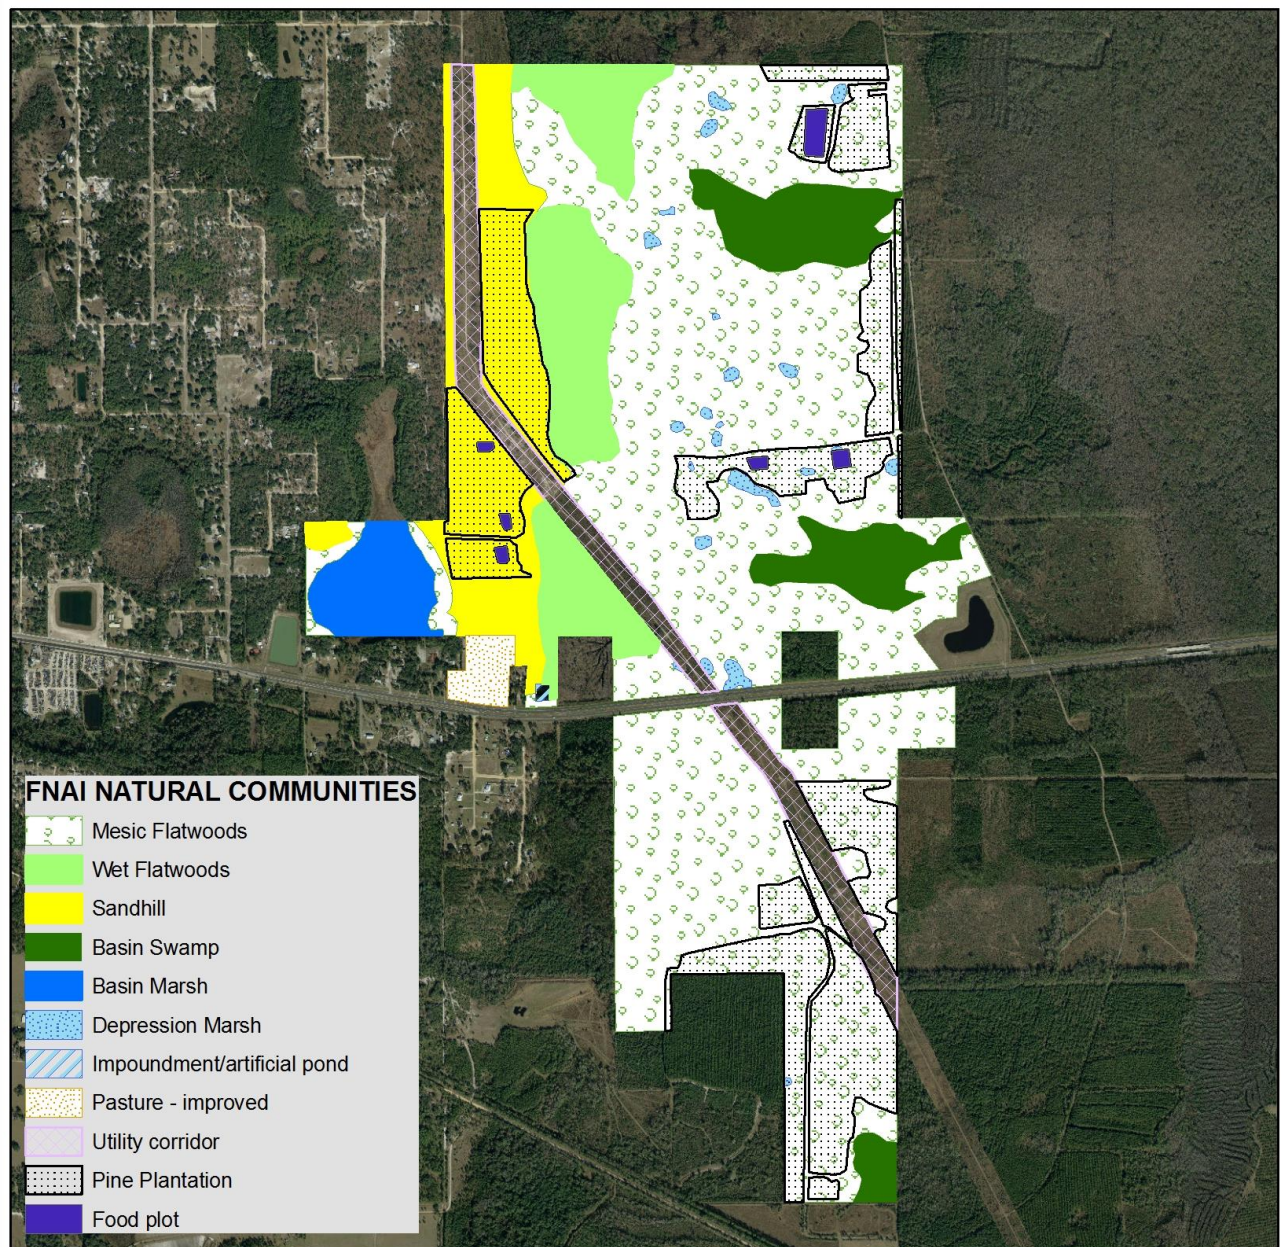 FNAI NATURAL COMMUNITIES
Mesic Flatwoods
Wet Flatwoods
Sandhill
Basin Swamp
Basin Marsh
Depression Marsh
Impoundment/artificial pond
Pasture - improved
Utility corridor
Pine Plantation
Food plot